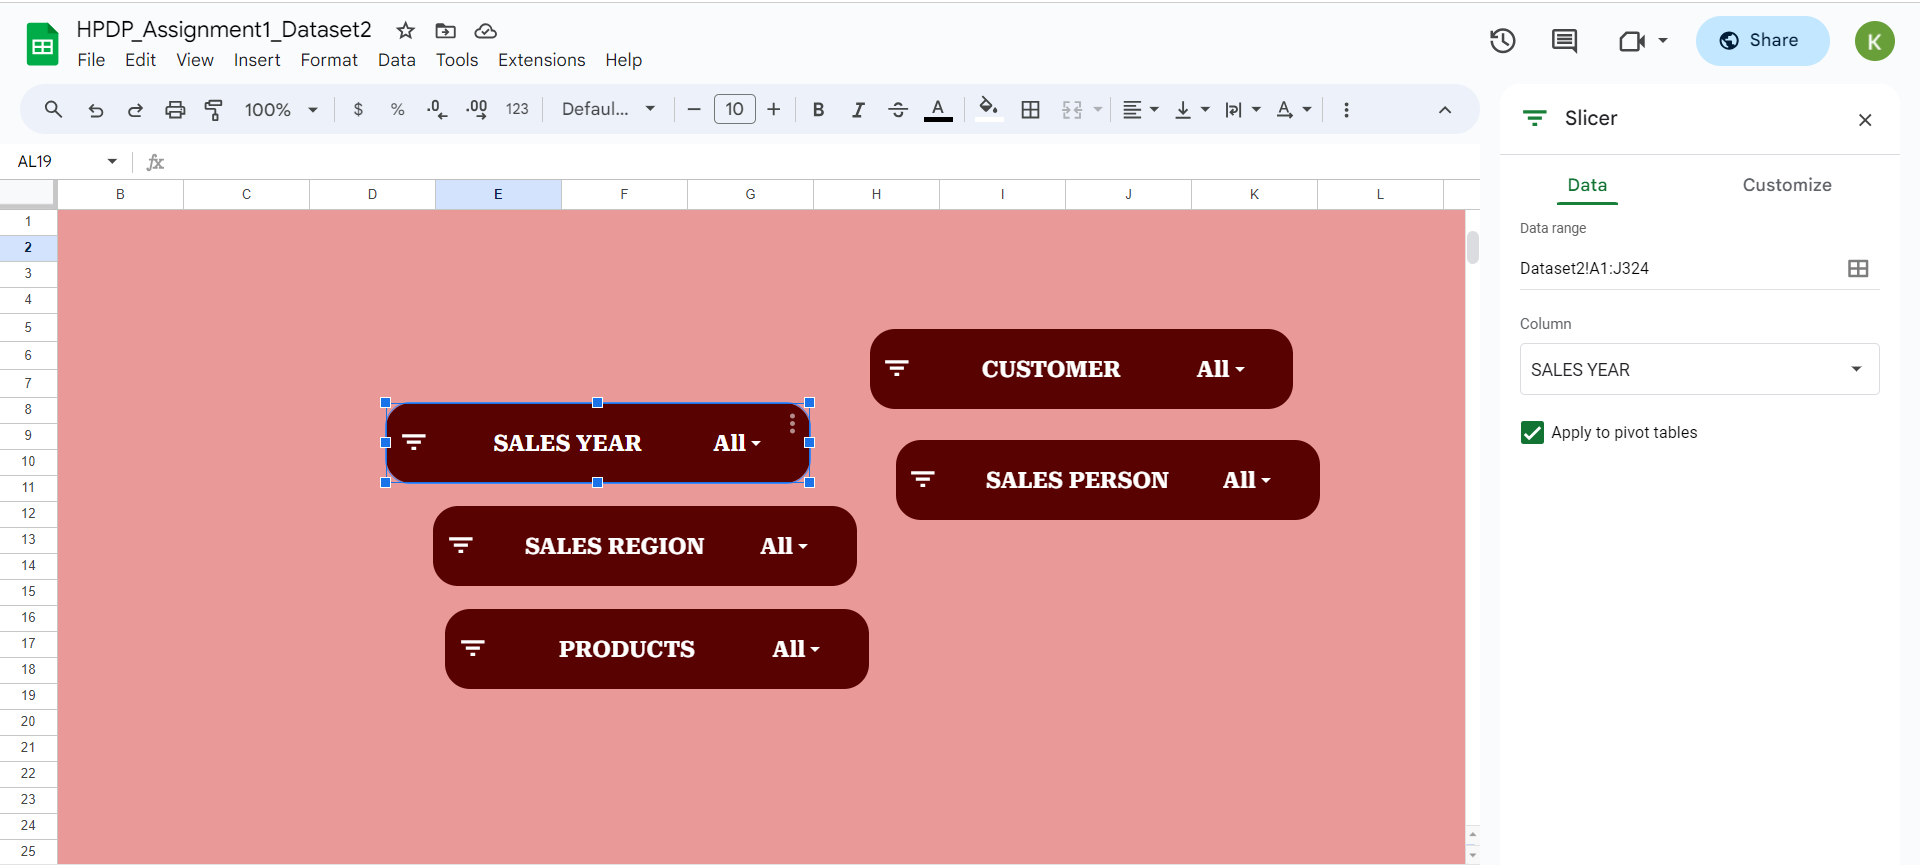 HPDP_Assignment1_Dataset2
File Edit View Insert Format Data Tools Extensions Help
Share
K
100% $ % .0 .00 123 Defaul... 10 B I S A
AL19 fx
B C D E F G H I J K L
1
2
3
4
5
6
7
8
9
10
11
12
13
14
15
16
17
18
19
20
21
22
23
24
25
CUSTOMER All
SALES YEAR All
SALES PERSON All
SALES REGION All
PRODUCTS All
Slicer
Data Customize
Data range
Dataset2!A1:J324
Column
SALES YEAR
Apply to pivot tables